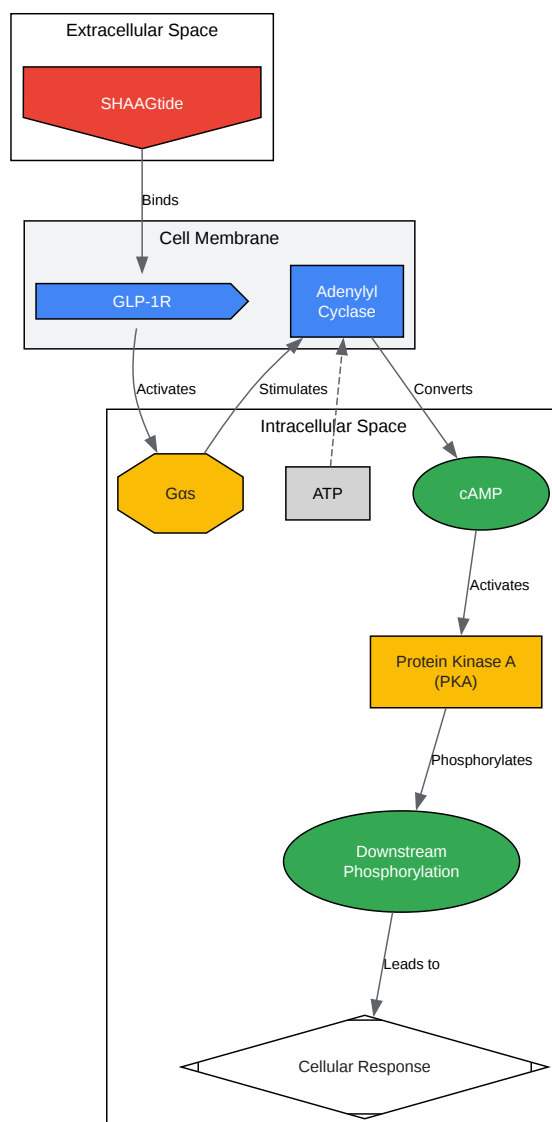 Extracellular Space
SHAAGtide
Binds
Cell Membrane
GLP-1R
Adenylyl
Cyclase
Activates
Stimulates
Converts
Intracellular Space
Gαs
ATP
cAMP
Activates
Protein Kinase A
(PKA)
Phosphorylates
Downstream
Phosphorylation
Leads to
Cellular Response